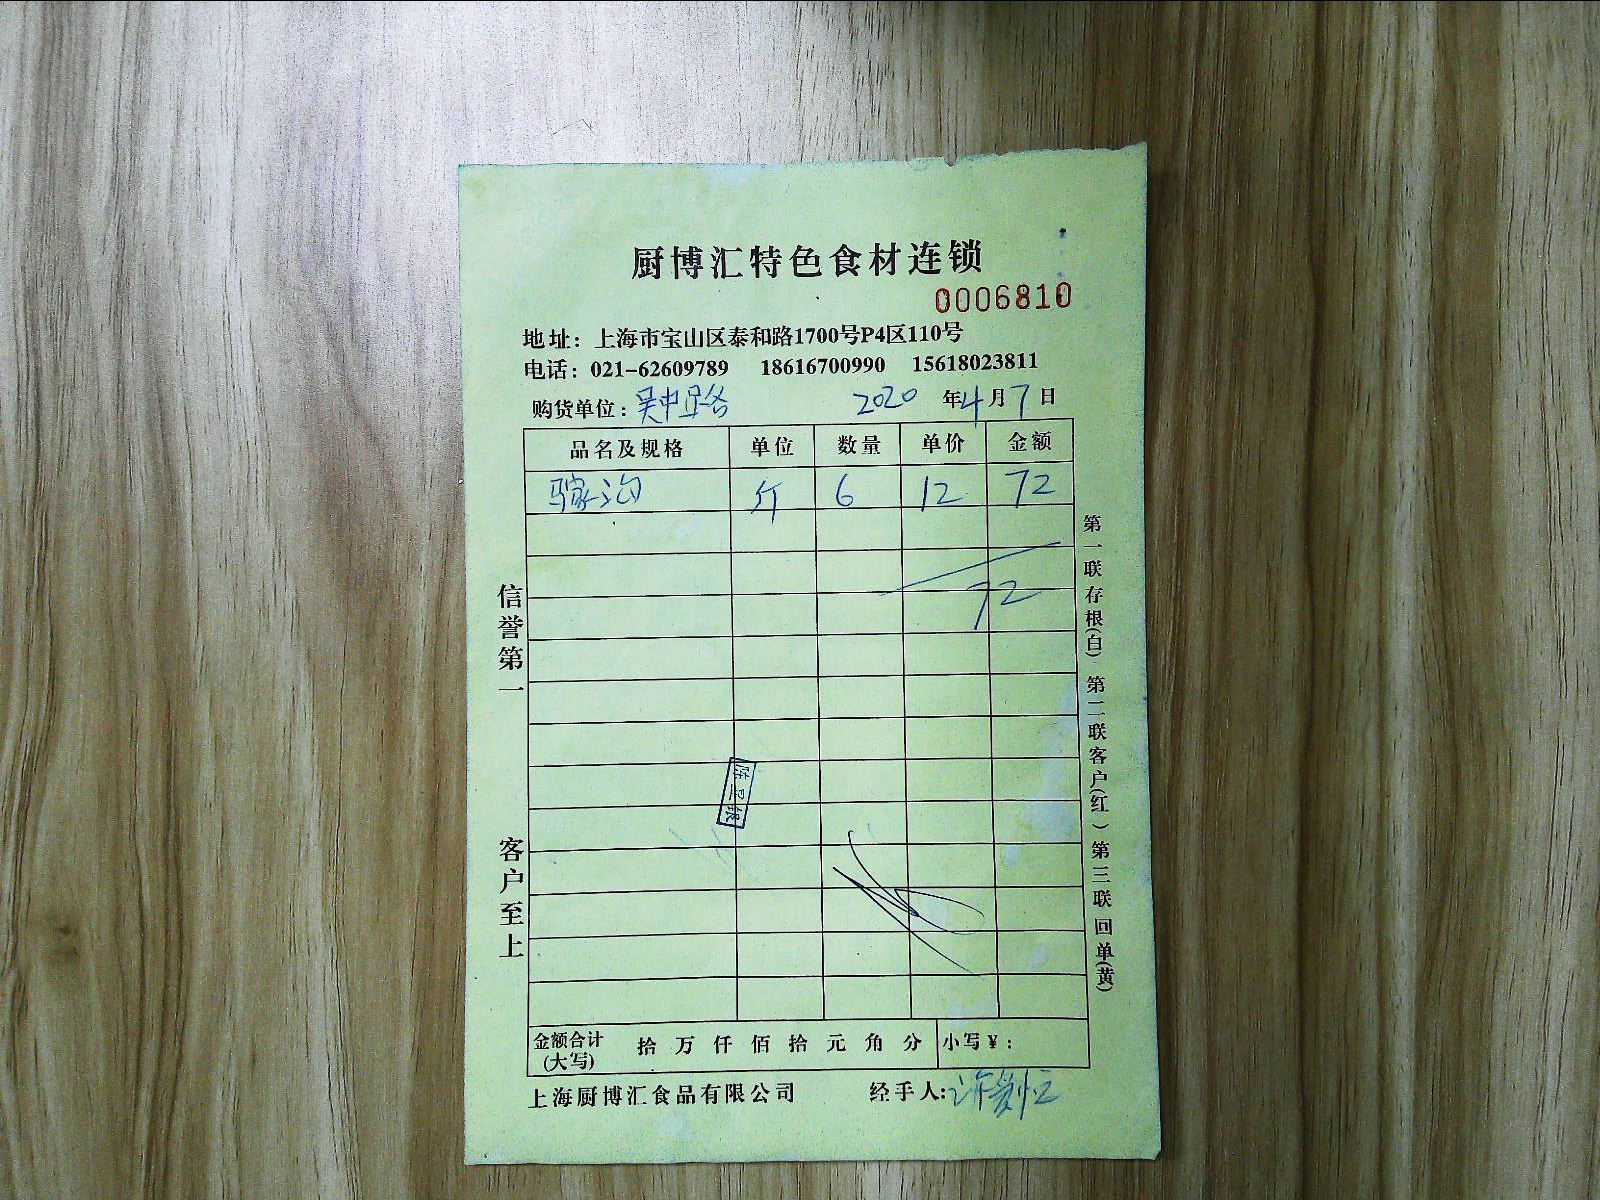 厨博汇特色食材连锁
0006810
地址：上海市宝山区泰和路1700号P4区110号
电话：021-62609789 18616700990 15618023811
购货单位：吴中 2020 年4月7日
品名及规格 单位 数量 单价 金额
斤 6 12 72
72
信誉第一
客户至上
第一联存根(白) 第二联客户(红) 第三联回单(黄)
金额合计 拾万仟佰拾元角分 小写￥：
(大写)
上海厨博汇食品有限公司 经手人:许